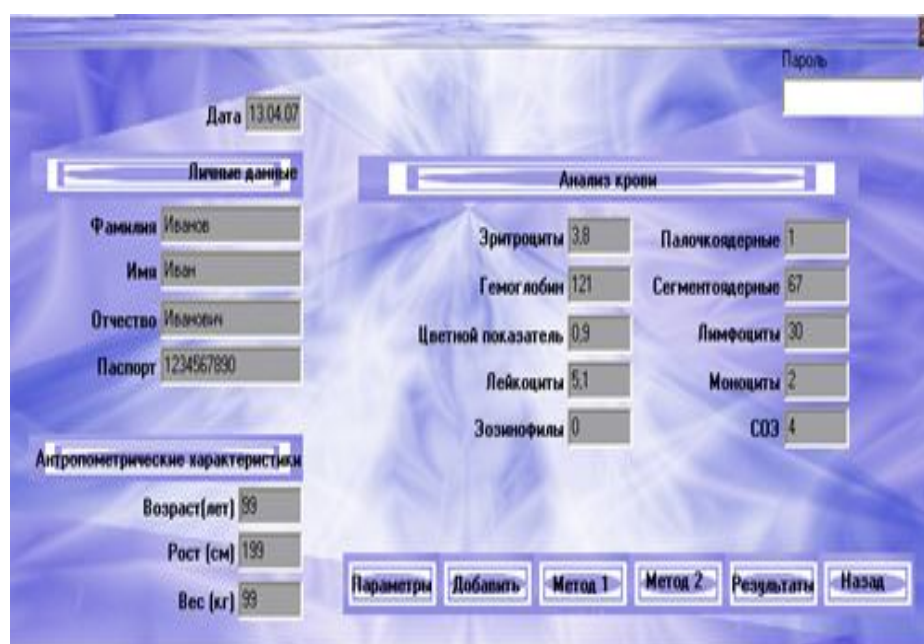 Пароль
Дата 13.04.07
Личные данные
Фамилия Иванов
Имя Иван
Отчество Иванович
Паспорт 1234567890
Антропометрические характеристики
Возраст(лет) 99
Рост (см) 199
Вес (кг) 99
Анализ крови
Эритроциты 3,8
Гемоглобин 121
Цветной показатель 0,9
Лейкоциты 5,1
Зозинофилы 0
Палочкоядерные 1
Сегментоядерные 67
Лимфоциты 30
Моноциты 2
СОЭ 4
Параметры Добавить Метод 1 Метод 2 Результаты Назад